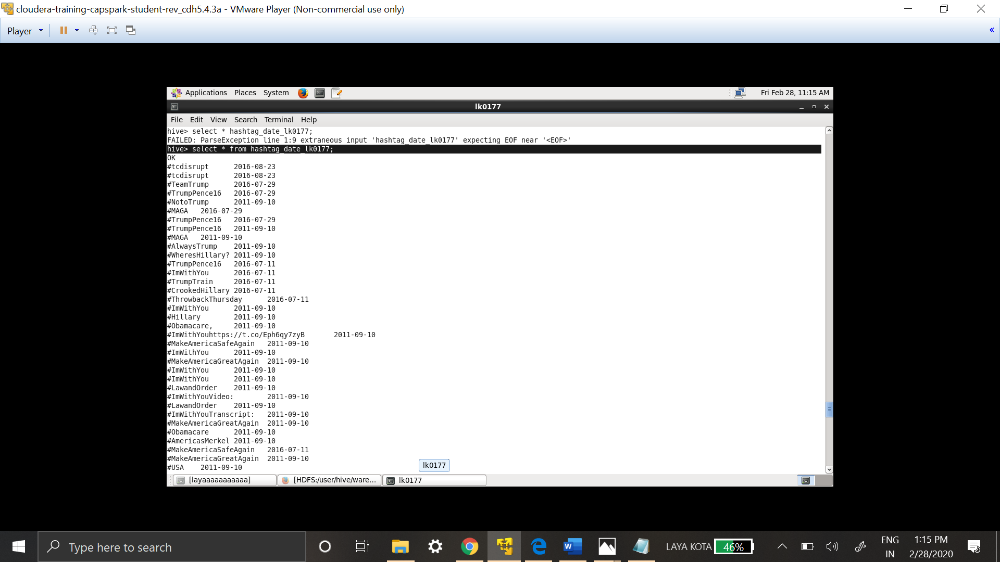 cloudera-training-capspark-student-rev_cdh5.4.3a - VMware Player (Non-commercial use only)
Player
Applications Places System Fri Feb 28, 11:15 AM
lk0177
File Edit View Search Terminal Help
hive> select * hashtag_date_lk0177;
FAILED: ParseException line 1:9 extraneous input 'hashtag_date_lk0177' expecting EOF near '<EOF>'
hive> select * from hashtag_date_lk0177;
OK
#tcdisrupt 2016-08-23
#tcdisrupt 2016-08-23
#TeamTrump 2016-07-29
#TrumpPence16 2016-07-29
#NotoTrump 2011-09-10
#MAGA 2016-07-29
#TrumpPence16 2016-07-29
#TrumpPence16 2011-09-10
#MAGA 2011-09-10
#AlwaysTrump 2011-09-10
#WheresHillary? 2011-09-10
#TrumpPence16 2016-07-11
#ImWithYou 2016-07-11
#TrumpTrain 2016-07-11
#CrookedHillary 2016-07-11
#ThrowbackThursday 2016-07-11
#ImWithYou 2011-09-10
#Hillary 2011-09-10
#Obamacare, 2011-09-10
#ImWithYouhttps://t.co/Eph6qy7zyB 2011-09-10
#MakeAmericaSafeAgain 2011-09-10
#ImWithYou 2011-09-10
#MakeAmericaGreatAgain 2011-09-10
#ImWithYou 2011-09-10
#ImWithYou 2011-09-10
#LawandOrder 2011-09-10
#ImWithYouVideo: 2011-09-10
#LawandOrder 2011-09-10
#ImWithYouTranscript: 2011-09-10
#MakeAmericaGreatAgain 2011-09-10
#Obamacare 2011-09-10
#AmericasMerkel 2011-09-10
#MakeAmericaSafeAgain 2016-07-11
#MakeAmericaGreatAgain 2011-09-10
#USA 2011-09-10
lk0177
[layaaaaaaaaaaa] [HDFS:/user/hive/ware... lk0177
Type here to search LAYA KOTA 46% ENG 1:15 PM
IN 2/28/2020